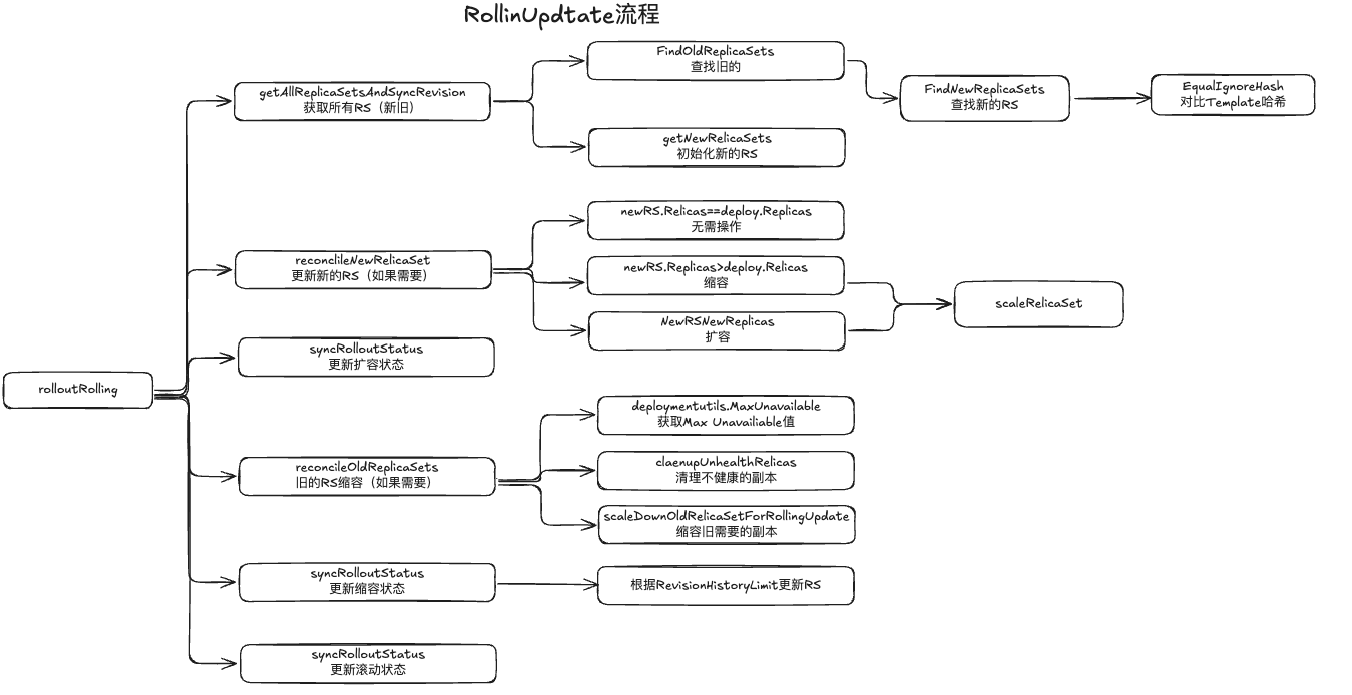 RollinUpdtate流程
FindOldReplicaSets
查找旧的
getAllReplicaSetsAndSyncRevision
获取所有RS（新旧）
FindNewReplicaSets
查找新的RS
EqualIgnoreHash
对比Template哈希
getNewRelicaSets
初始化新的RS
newRS.Relicas==deploy.Replicas
无需操作
reconclileNewRelicaSet
更新新的RS（如果需要）
newRS.Replicas>deploy.Relicas
缩容
scaleRelicaSet
NewRSNewReplicas
扩容
syncRolloutStatus
更新扩容状态
rolloutRolling
deploymentutils.MaxUnavailable
获取Max Unavailiable值
reconcileOldReplicaSets
旧的RS缩容（如果需要）
claenupUnhealthRelicas
清理不健康的副本
scaleDownOldRelicaSetForRollingUpdate
缩容旧需要的副本
syncRolloutStatus
更新缩容状态
根据RevisionHistoryLimit更新RS
syncRolloutStatus
更新滚动状态